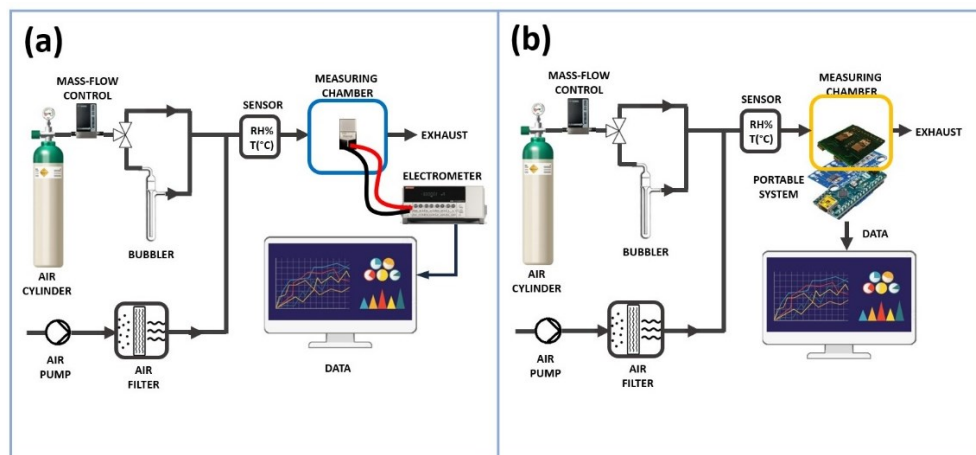 (a)
MASS-FLOW
CONTROL
MEASURING
CHAMBER
SENSOR
RH%
T(°C)
EXHAUST
ELECTROMETER
BUBBLER
AIR
CYLINDER
AIR
PUMP
AIR
FILTER
DATA
(b)
MASS-FLOW
CONTROL
MEASURING
CHAMBER
SENSOR
RH%
T(°C)
EXHAUST
PORTABLE
SYSTEM
BUBBLER
DATA
AIR
CYLINDER
AIR
PUMP
AIR
FILTER